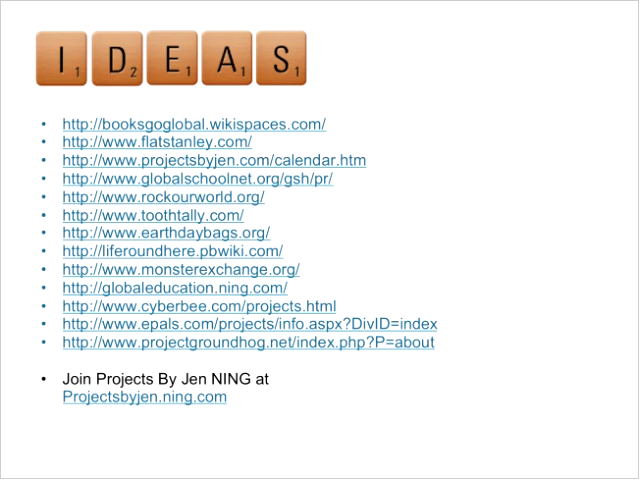 I1 D2 E1 A1 S1
• http://booksgoglobal.wikispaces.com/
• http://www.flatstanley.com/
• http://www.projectsbyjen.com/calendar.htm
• http://www.globalschoolnet.org/gsh/pr/
• http://www.rockourworld.org/
• http://www.toothtally.com/
• http://www.earthdaybags.org/
• http://liferoundhere.pbwiki.com/
• http://www.monsterexchange.org/
• http://globaleducation.ning.com/
• http://www.cyberbee.com/projects.html
• http://www.epals.com/projects/info.aspx?DivID=index
• http://www.projectgroundhog.net/index.php?P=about
• Join Projects By Jen NING at
Projectsbyjen.ning.com